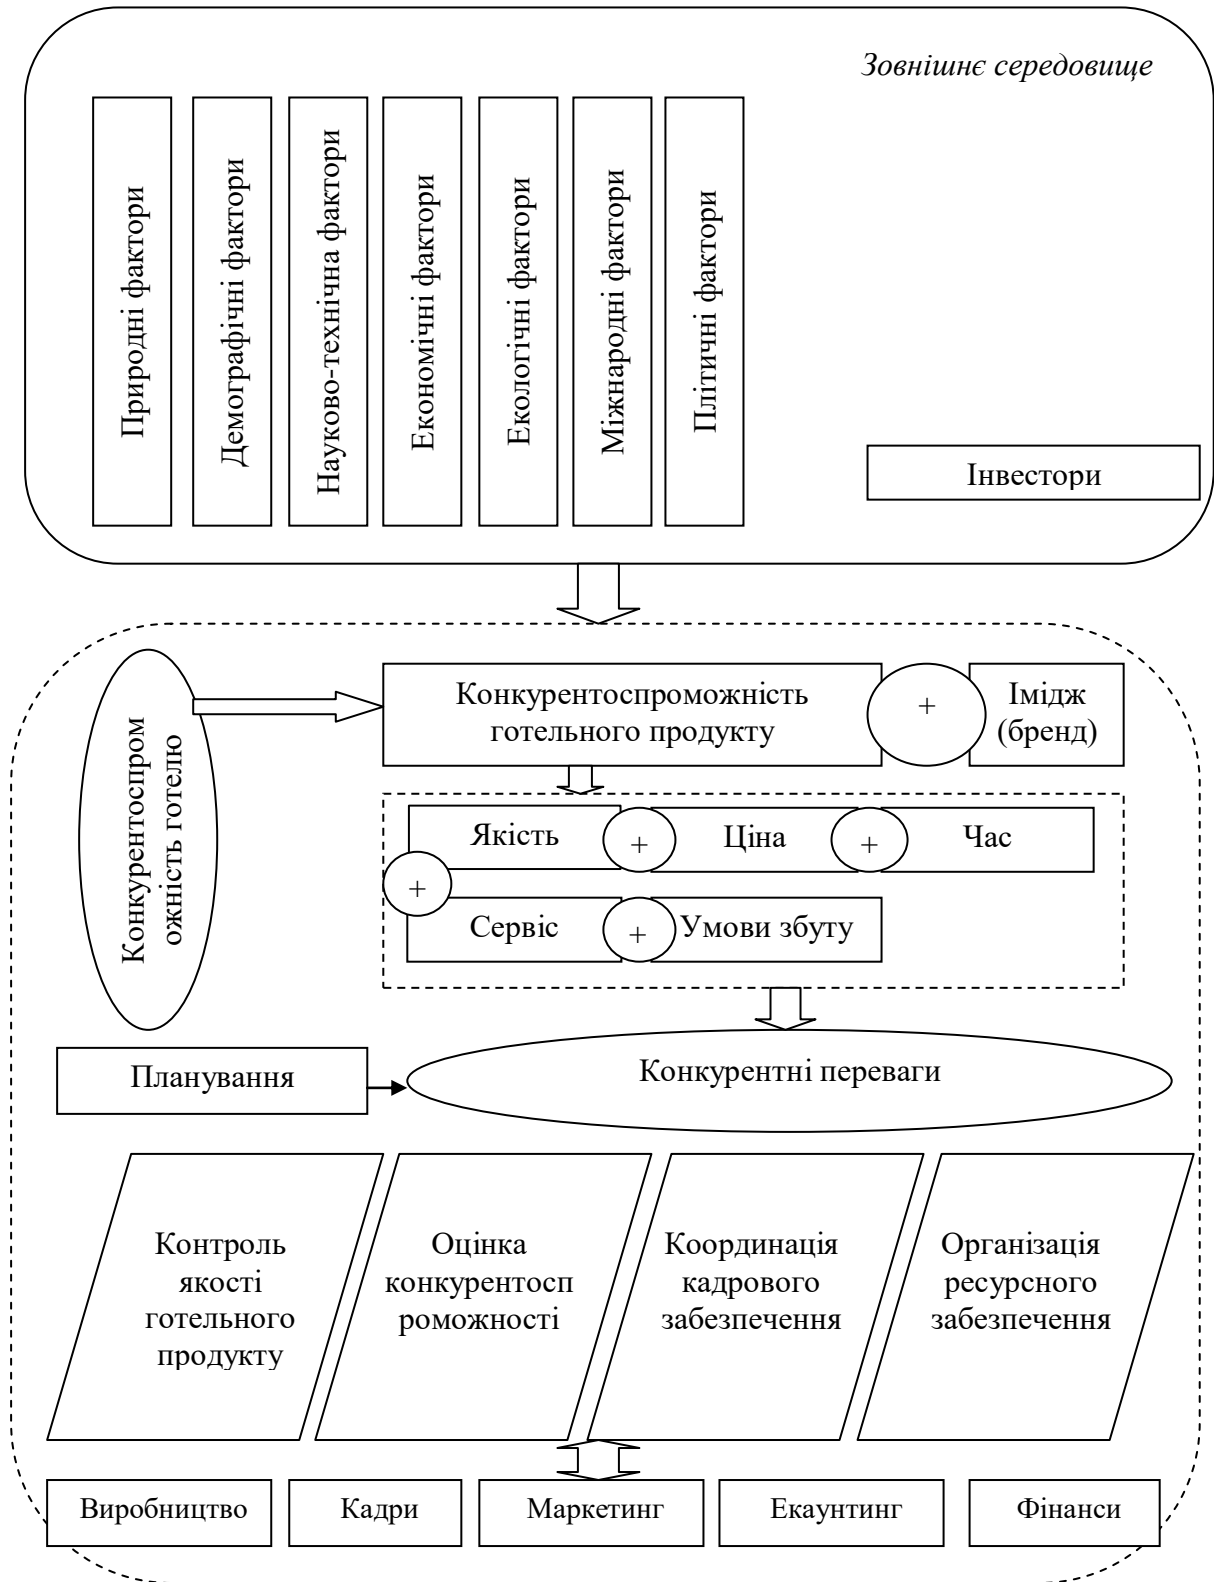 Зовнішнє середовище
Природні фактори
Демографічні фактори
Науково-технічна фактори
Економічні фактори
Екологічні фактори
Міжнародні фактори
Плітичні фактори
Інвестори
Конкурентоспром
ожність готелю
Конкурентоспроможність
готельного продукту
+
Імідж
(бренд)
Якість
+
Ціна
+
Час
+
Сервіс
+
Умови збуту
Планування
Конкурентні переваги
Контроль
якості
готельного
продукту
Оцінка
конкурентосп
роможності
Координація
кадрового
забезпечення
Організація
ресурсного
забезпечення
Виробництво
Кадри
Маркетинг
Екаунтинг
Фінанси